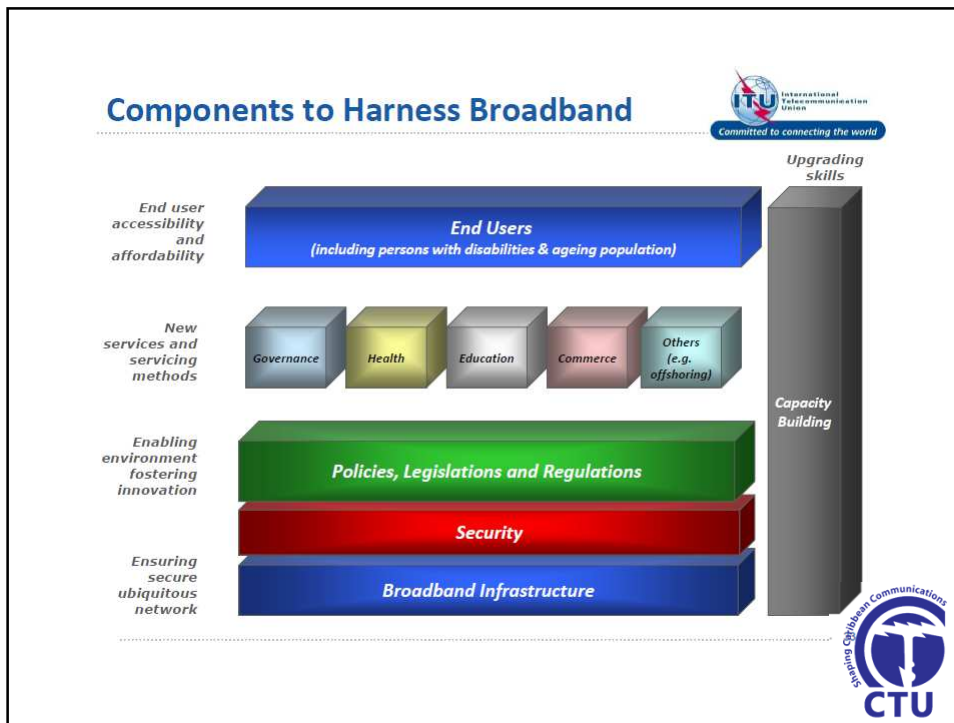 Components to Harness Broadband
ITU
International
Telecommunication
Union
Committed to connecting the world
Upgrading
skills
End user
accessibility
and
affordability
End Users
(including persons with disabilities & ageing population)
New
services and
servicing
methods
Governance
Health
Education
Commerce
Others
(e.g.
offshoring)
Capacity
Building
Enabling
environment
fostering
innovation
Policies, Legislations and Regulations
Security
Ensuring
secure
ubiquitous
network
Broadband Infrastructure
Shaping Caribbean Communications
CTU